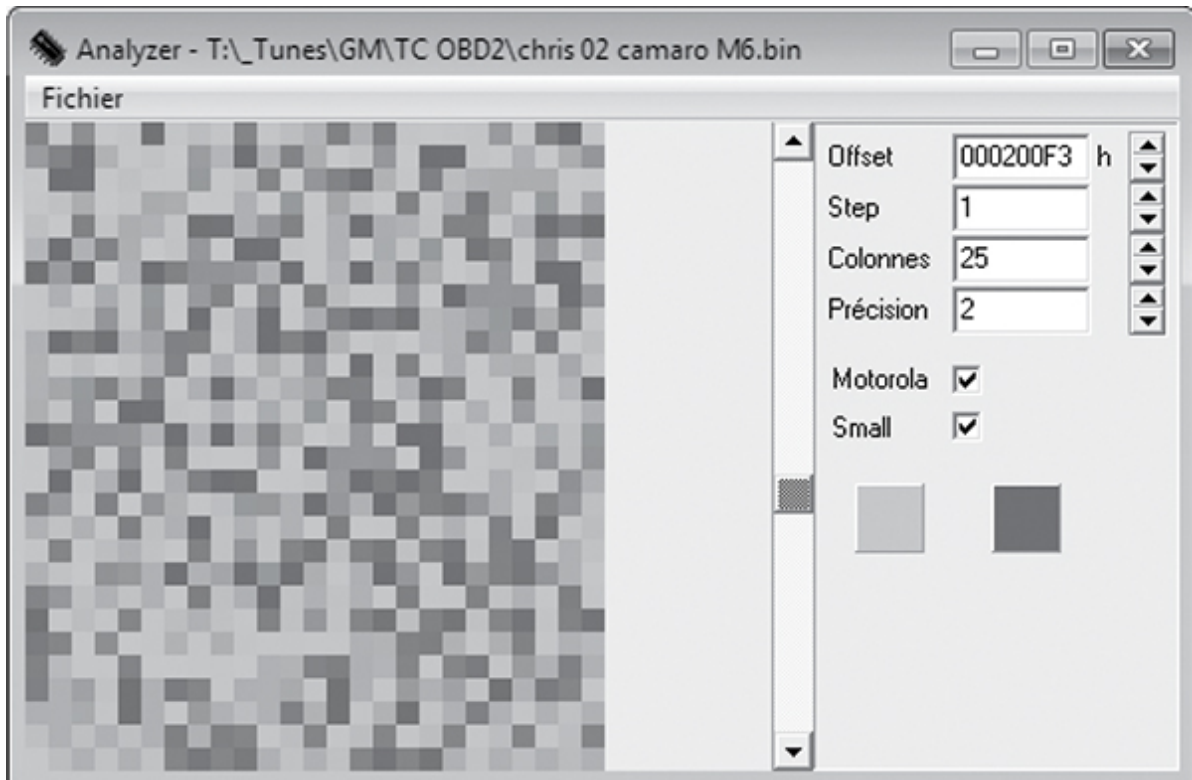 Analyzer - T:\_Tunes\GM\TC OBD2\chris 02 camaro M6.bin
Fichier
Offset 000200F3 h
Step 1
Colonnes 25
Précision 2
Motorola
Small